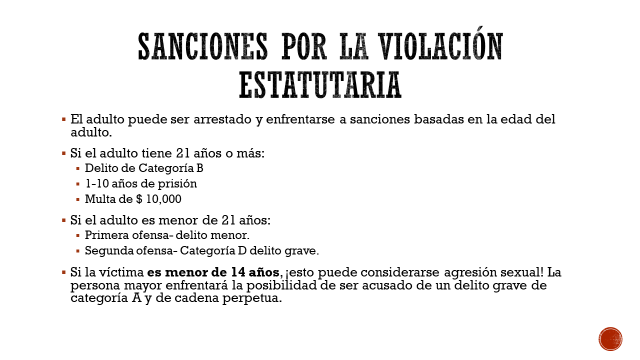 SANCIONES POR LA VIOLACIÓN
ESTATUTARIA
▪ El adulto puede ser arrestado y enfrentarse a sanciones basadas en la edad del
adulto.
▪ Si el adulto tiene 21 años o más:
▪ Delito de Categoría B
▪ 1-10 años de prisión
▪ Multa de $ 10,000
▪ Si el adulto es menor de 21 años:
▪ Primera ofensa- delito menor.
▪ Segunda ofensa- Categoría D delito grave.
▪ Si la víctima es menor de 14 años, ¡esto puede considerarse agresión sexual! La
persona mayor enfrentará la posibilidad de ser acusado de un delito grave de
categoría A y de cadena perpetua.